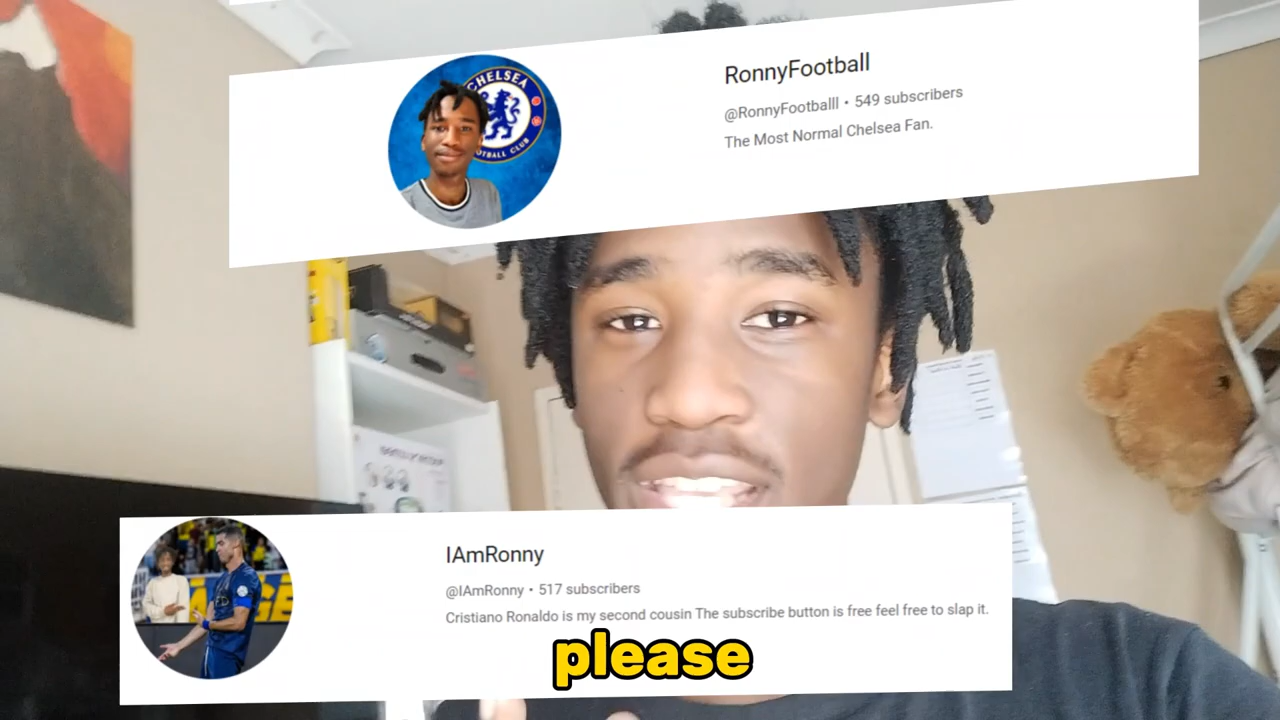 CHELSEA
FOOTBALL CLUB
RonnyFootball
@RonnyFootballl • 549 subscribers
The Most Normal Chelsea Fan.
IAmRonny
@IAmRonny • 517 subscribers
Cristiano Ronaldo is my second cousin The subscribe button is free feel free to slap it.
please